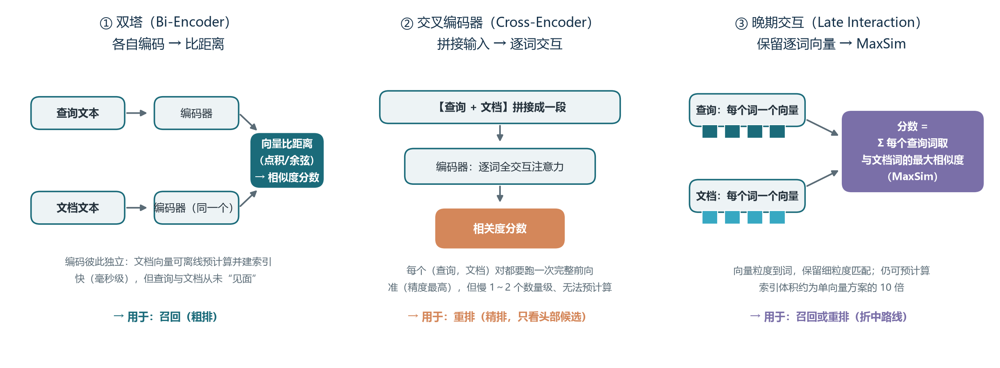 ① 双塔（Bi-Encoder）
各自编码 → 比距离
查询文本
编码器
向量比距离
（点积/余弦）
→ 相似度分数
文档文本
编码器（同一个）
编码彼此独立：文档向量可离线预计算并建索引
快（毫秒级），但查询与文档从未“见面”
→ 用于：召回（粗排）
② 交叉编码器（Cross-Encoder）
拼接输入 → 逐词交互
【查询 + 文档】拼接成一段
编码器：逐词全交互注意力
相关度分数
每个（查询，文档）对都要跑一次完整前向
准（精度最高），但慢 1～2 个数量级、无法预计算
→ 用于：重排（精排，只看头部候选）
③ 晚期交互（Late Interaction）
保留逐词向量 → MaxSim
查询：每个词一个向量
文档：每个词一个向量
分数 =
Σ 每个查询词取
与文档词的最大相似度
（MaxSim）
向量粒度到词，保留细粒度匹配；仍可预计算
索引体积约为单向量方案的 10 倍
→ 用于：召回或重排（折中路线）